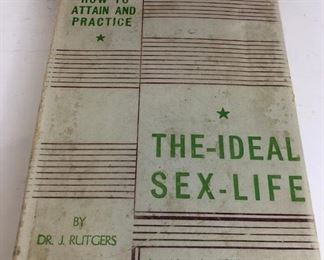 HOW TO
ATTAIN AND
PRACTICE
THE-IDEAL
SEX-LIFE
BY
DR. J. RUTGERS